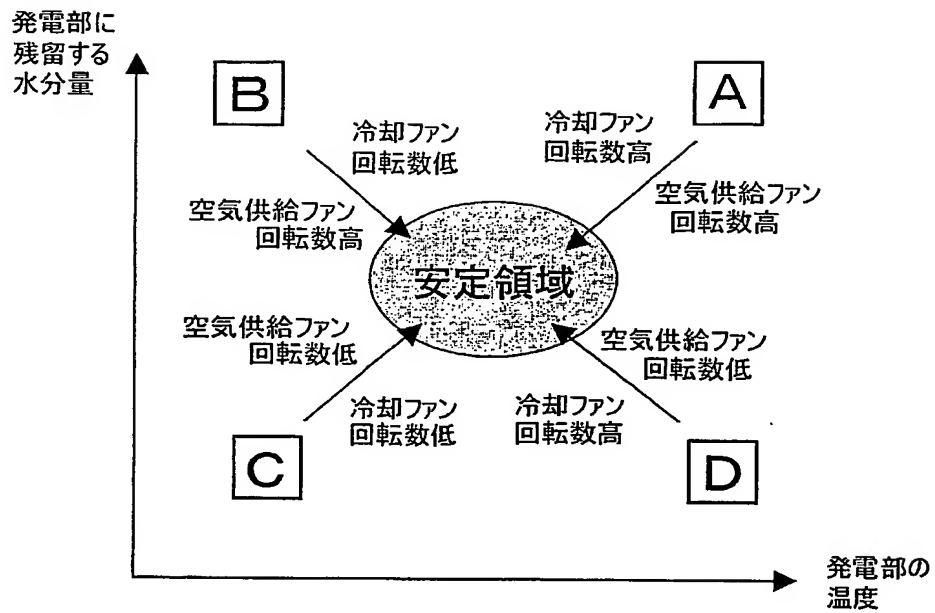 発電部に
残留する
水分量
B
A
冷却ファン
回転数低
冷却ファン
回転数高
空気供給ファン
回転数高
空気供給ファン
回転数高
安定領域
空気供給ファン
回転数低
空気供給ファン
回転数低
冷却ファン
回転数低
冷却ファン
回転数高
C
D
発電部の
温度